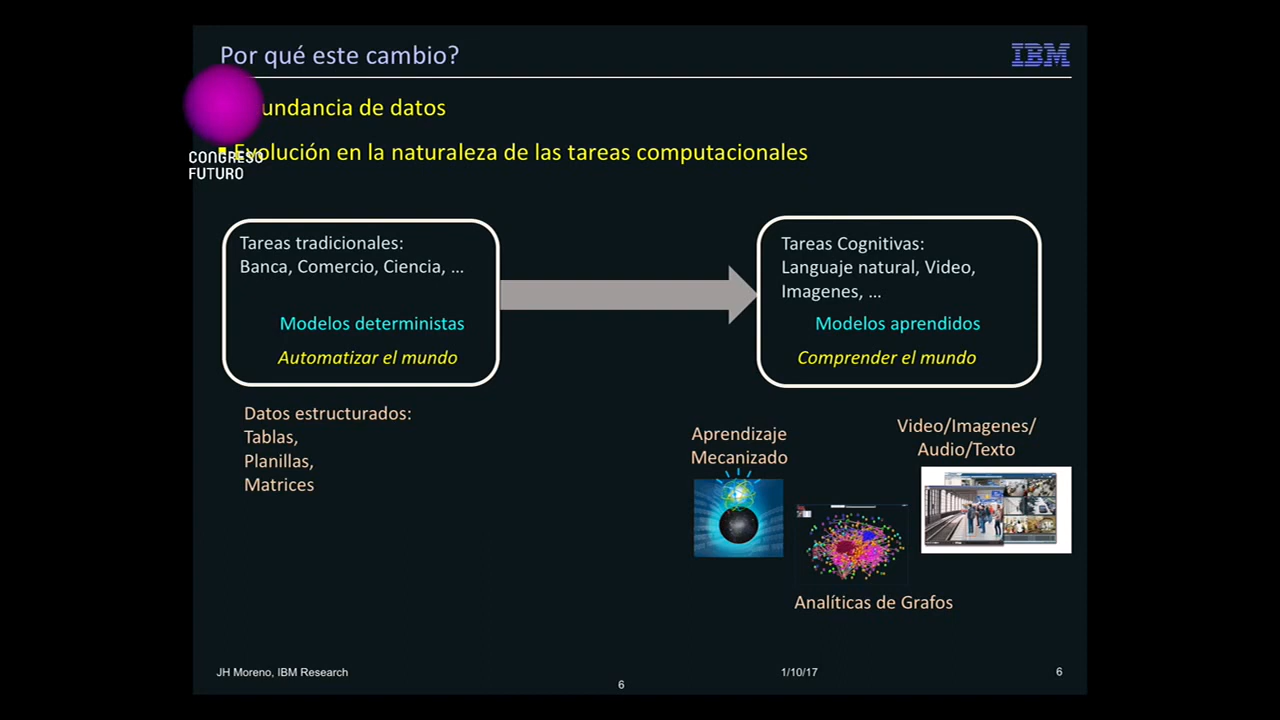 Por qué este cambio?
IBM
undancia de datos
Evolución en la naturaleza de las tareas computacionales
CONGRESO
FUTURO
Tareas tradicionales:
Banca, Comercio, Ciencia, ...
Modelos deterministas
Automatizar el mundo
Tareas Cognitivas:
Languaje natural, Video,
Imagenes, ...
Modelos aprendidos
Comprender el mundo
Datos estructurados:
Tablas,
Planillas,
Matrices
Aprendizaje
Mecanizado
Video/Imagenes/
Audio/Texto
Analíticas de Grafos
JH Moreno, IBM Research
1/10/17
6
6